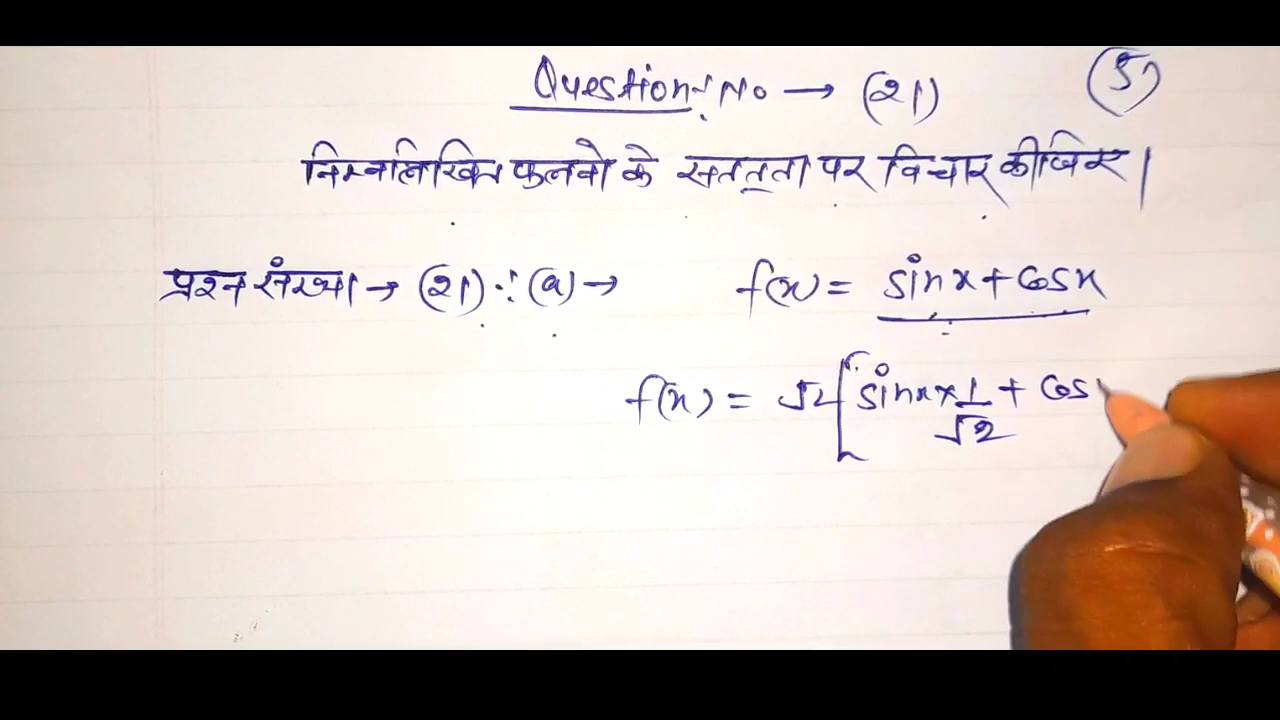 Question No → (21) (5)
निम्नलिखित फलनो के सततता पर विचार कीजिए।
प्रश्न संख्या → (21) : (a) → f(x) = sinx + cosx
f(x) = √2 [ sinx × 1/√2 + cos